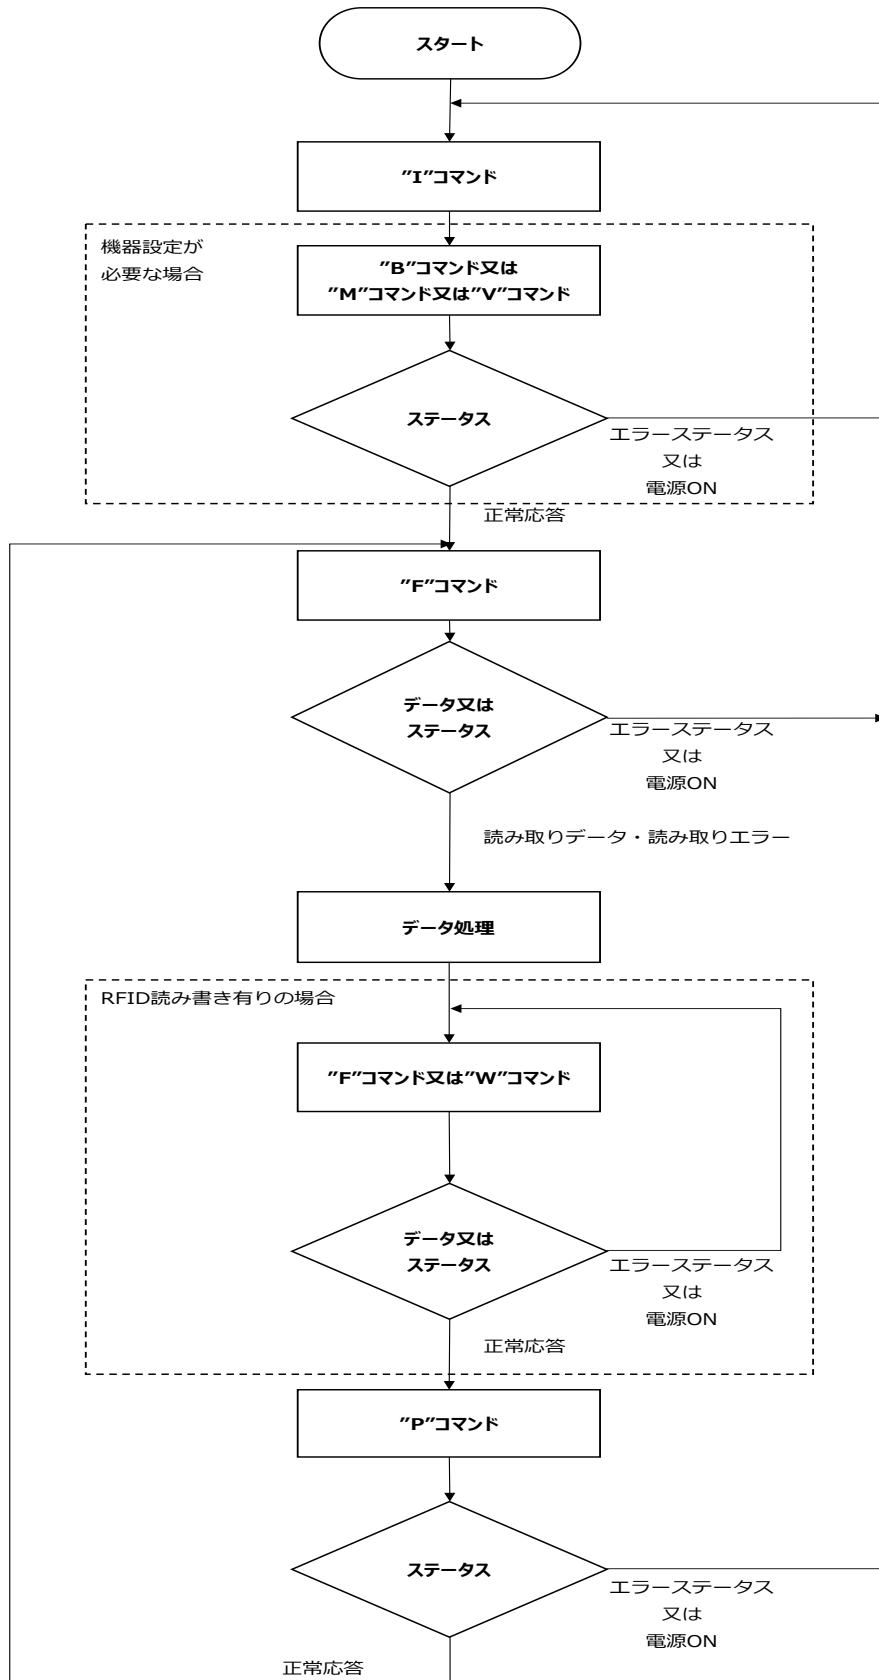 スタート
”I”コマンド
機器設定が
必要な場合
”B”コマンド又は
”M”コマンド又は”V”コマンド
ステータス
エラーステータス
又は
電源ON
正常応答
”F”コマンド
データ又は
ステータス
エラーステータス
又は
電源ON
読み取りデータ・読み取りエラー
データ処理
RFID読み書き有りの場合
”F”コマンド又は”W”コマンド
データ又は
ステータス
エラーステータス
又は
電源ON
正常応答
”P”コマンド
ステータス
エラーステータス
又は
電源ON
正常応答